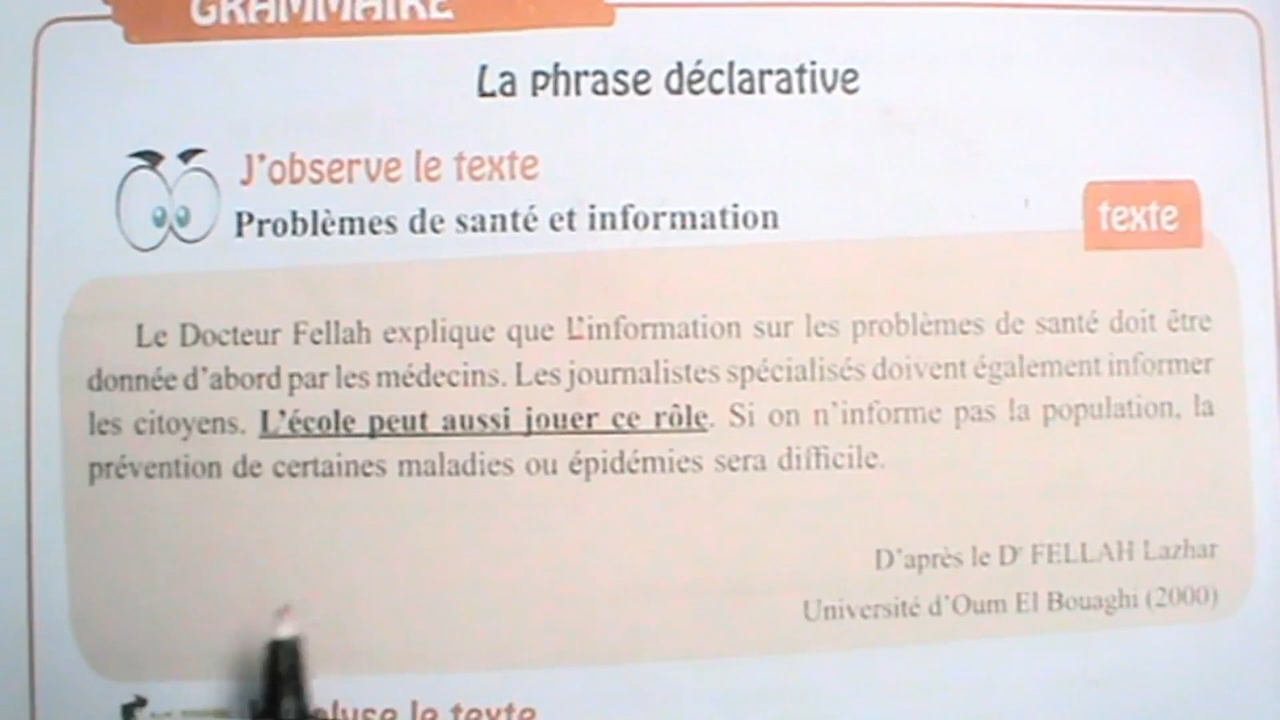 GRAMMAIRE
La phrase déclarative
J'observe le texte
Problèmes de santé et information
texte
Le Docteur Fellah explique que L'information sur les problèmes de santé doit être
donnée d'abord par les médecins. Les journalistes spécialisés doivent également informer
les citoyens. L'école peut aussi jouer ce rôle. Si on n'informe pas la population, la
prévention de certaines maladies ou épidémies sera difficile.
D'après le Dr FELLAH Lazhar
Université d'Oum El Bouaghi (2000)
le texte